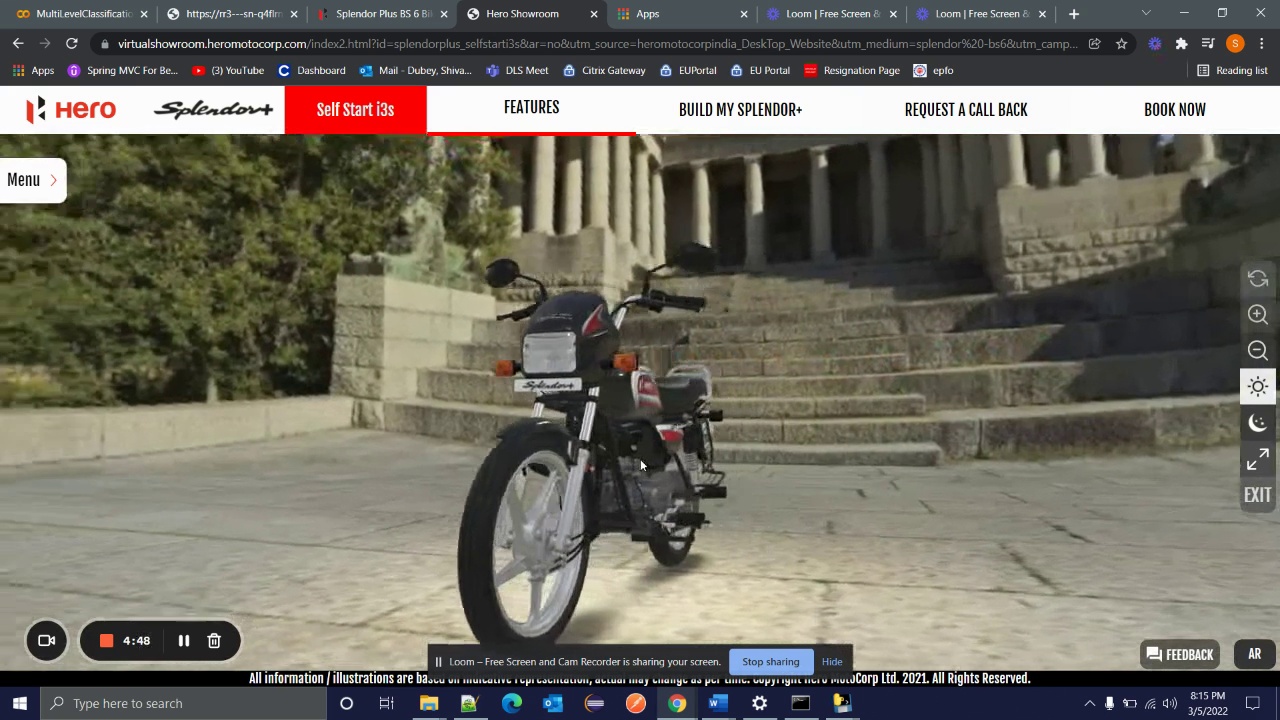 MultiLevelClassificatio
https://rr3---sn-q4flrn
Splendor Plus BS 6 Bi
Hero Showroom
Apps
Loom | Free Screen &
Loom | Free Screen &
virtualshowroom.heromotocorp.com/index2.html?id=splendorplus_selfstarti3s&at=no&utm_source=heromotocorpindia_DeskTop_Website&utm_medium=splendor%20-bs6&utm_camp...
S
Apps
Sping MVC For Be...
(3) YouTube
Dashboard
Mail - Dubey, Shiva...
DLS Meet
Citrix Gateway
EUPortal
EU Portal
Resignation Page
epfo
Reading list
Hero
Splendor+
Self Start i3s
FEATURES
BUILD MY SPLENDOR+
REQUEST A CALL BACK
BOOK NOW
Menu
Splendor+
EXIT
4:48
Loom – Free Screen and Cam Recorder is sharing your screen.
Stop sharing
Hide
FEEDBACK
AR
All information / illustrations are based on indicative representation, actual may change as per time. Copyright Hero MotoCorp Ltd. 2021. All Rights Reserved.
Type here to search
8:15 PM
3/5/2022